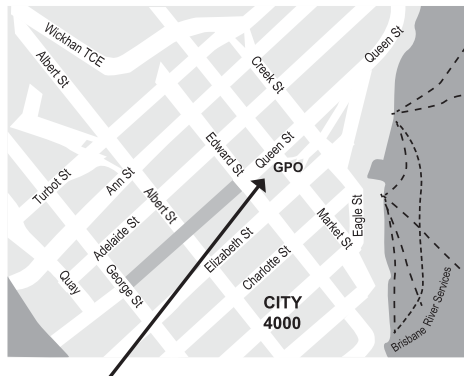 Wickhan TCE
Albert St
Queen St
Creek St
Edward St
Queen St
GPO
Turbot St
Ann St
Albert St
Adelaide St
Elizabeth St
Market St
Eagle St
Quay
George St
Charlotte St
CITY
4000
Brisbane River Services